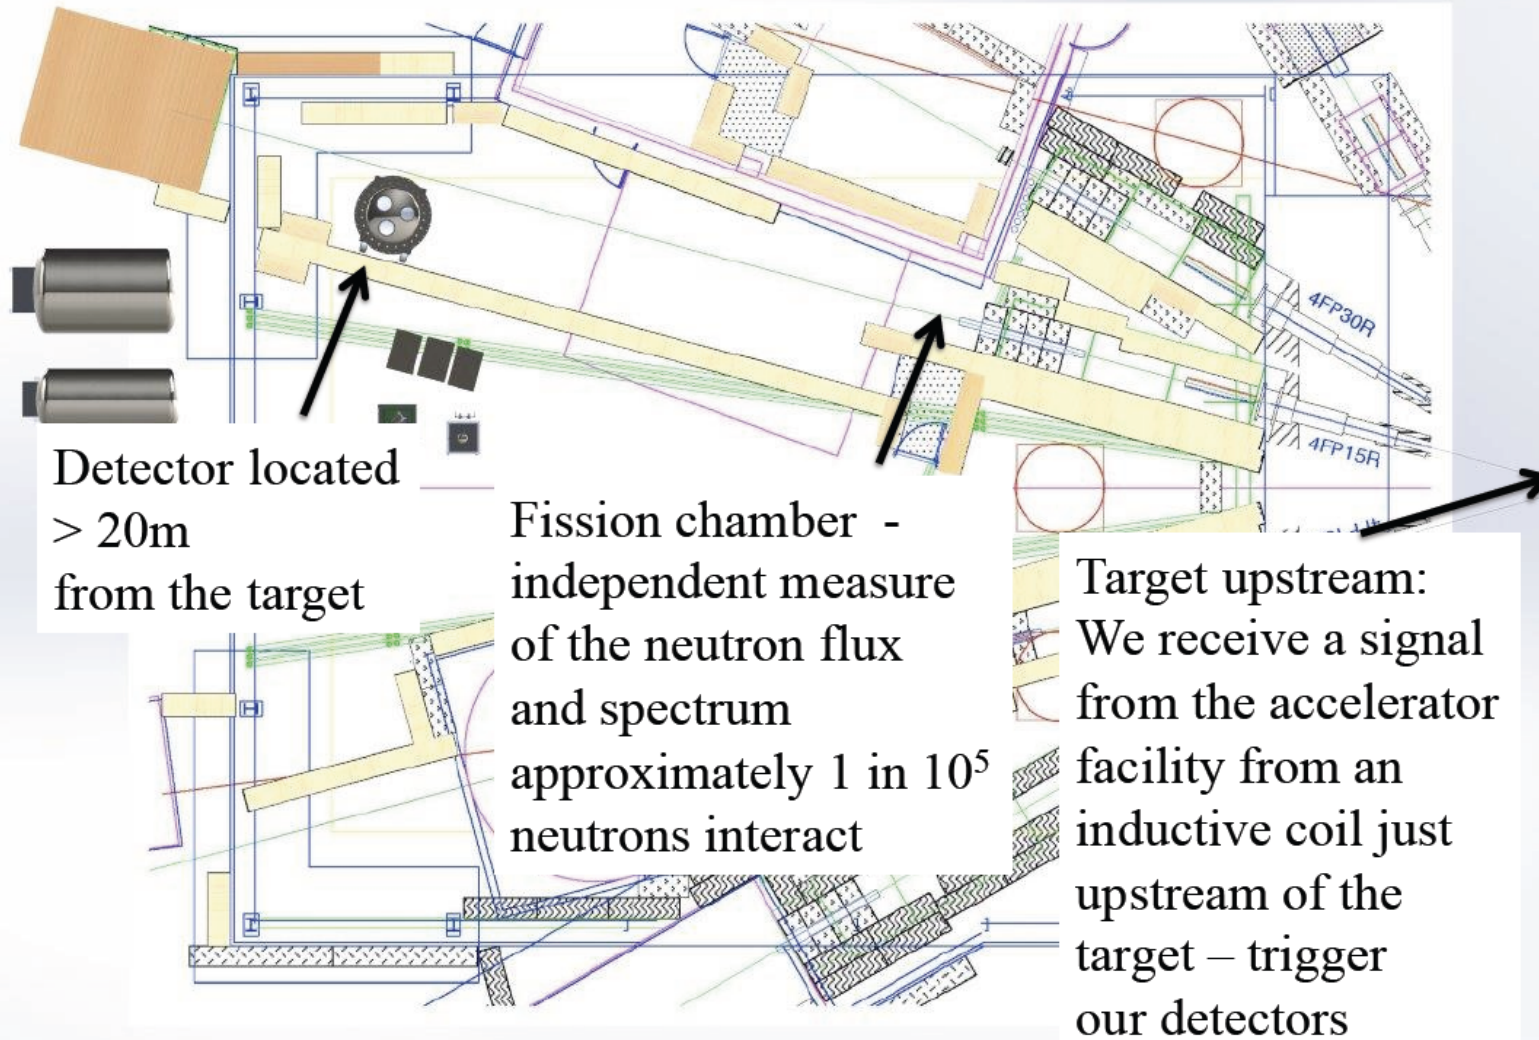 4FP30R
4FP15R
Detector located
> 20m
from the target
Fission chamber -
independent measure
of the neutron flux
and spectrum
approximately 1 in 10⁵
neutrons interact
Target upstream:
We receive a signal
from the accelerator
facility from an
inductive coil just
upstream of the
target – trigger
our detectors